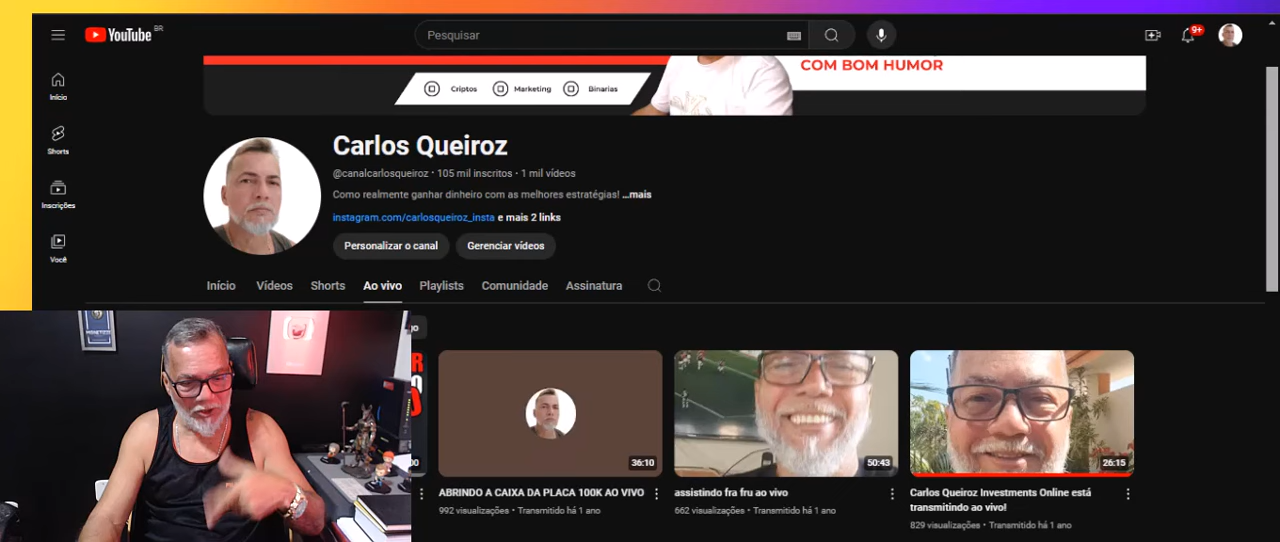 YouTube BR
Pesquisar
9+
Início
Shorts
Inscrições
Você
COM BOM HUMOR
Criptos
Marketing
Binarias
Carlos Queiroz
@canalcarlosqueiroz • 105 mil inscritos • 1 mil vídeos
Como realmente ganhar dinheiro com as melhores estratégias! ...mais
instagram.com/carlosqueiroz_insta e mais 2 links
Personalizar o canal
Gerenciar vídeos
Início Vídeos Shorts Ao vivo Playlists Comunidade Assinatura
36:10
50:43
26:15
ABRINDO A CAIXA DA PLACA 100K AO VIVO
992 visualizações • Transmitido há 1 ano
assistindo fra fru ao vivo
662 visualizações • Transmitido há 1 ano
Carlos Queiroz Investments Online está
transmitindo ao vivo!
829 visualizações • Transmitido há 1 ano